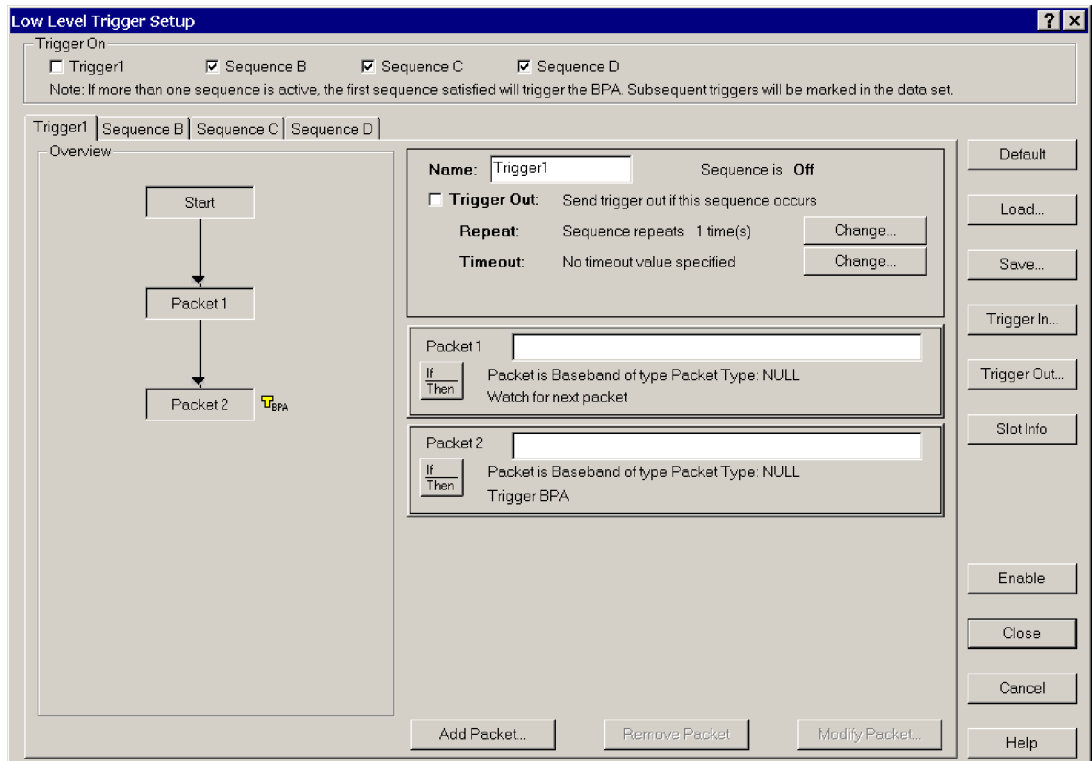 Low Level Trigger Setup
Trigger On
Trigger1
Sequence B
Sequence C
Sequence D
Note: If more than one sequence is active, the first sequence satisfied will trigger the BPA. Subsequent triggers will be marked in the data set.
Trigger1
Sequence B
Sequence C
Sequence D
Overview
Start
Packet 1
Packet 2
T BPA
Name: Trigger1
Sequence is Off
Trigger Out: Send trigger out if this sequence occurs
Repeat: Sequence repeats 1 time(s)
Change...
Timeout: No timeout value specified
Change...
Packet 1
If
Then
Packet is Baseband of type Packet Type: NULL
Watch for next packet
Packet 2
If
Then
Packet is Baseband of type Packet Type: NULL
Trigger BPA
Add Packet...
Remove Packet
Modify Packet...
Default
Load...
Save...
Trigger In...
Trigger Out...
Slot Info
Enable
Close
Cancel
Help